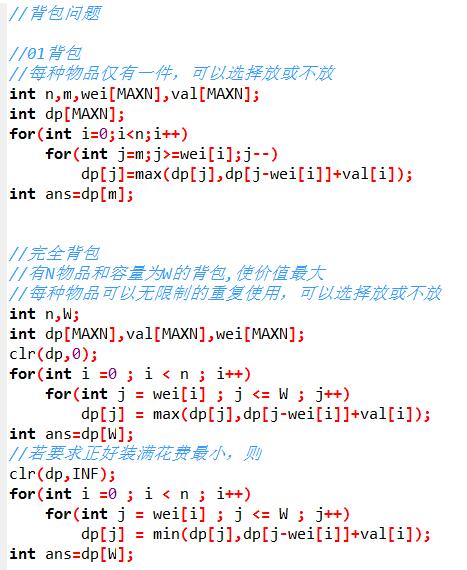 //背包问题
//01背包
//每种物品仅有一件，可以选择放或不放
int n,m,wei[MAXN],val[MAXN];
int dp[MAXN];
for(int i=0;i<n;i++)
    for(int j=m;j>=wei[i];j--)
        dp[j]=max(dp[j],dp[j-wei[i]]+val[i]);
int ans=dp[m];
//完全背包
//有N物品和容量为W的背包,使价值最大
//每种物品可以无限制的重复使用，可以选择放或不放
int n,W;
int dp[MAXN],val[MAXN],wei[MAXN];
clr(dp,0);
for(int i =0 ; i < n ; i++)
    for(int j = wei[i] ; j <= W ; j++)
        dp[j] = max(dp[j],dp[j-wei[i]]+val[i]);
int ans=dp[W];
//若要求正好装满花费最小，则
clr(dp,INF);
for(int i =0 ; i < n ; i++)
    for(int j = wei[i] ; j <= W ; j++)
        dp[j] = min(dp[j],dp[j-wei[i]]+val[i]);
int ans=dp[W];